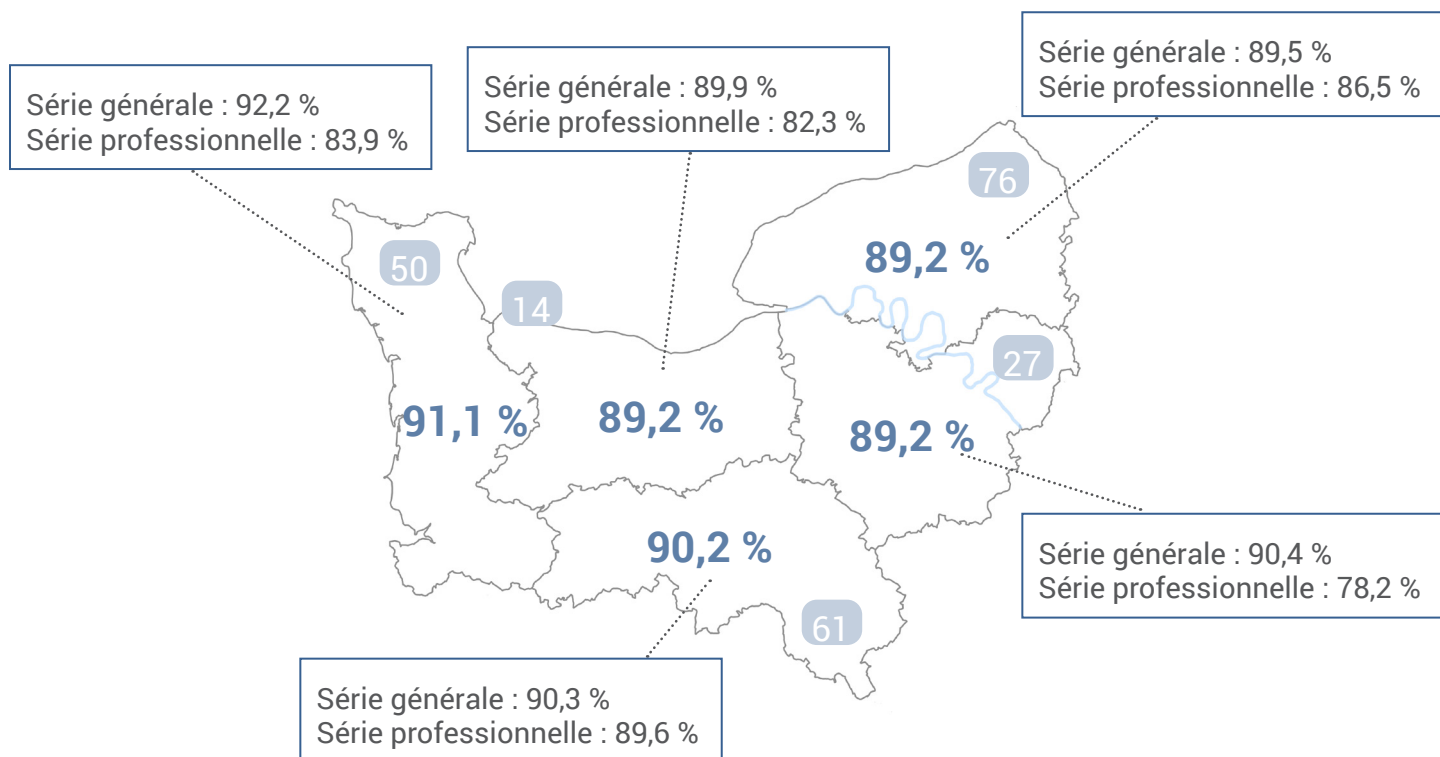 Série générale : 89,5 %
Série professionnelle : 86,5 %
Série générale : 89,9 %
Série professionnelle : 82,3 %
Série générale : 92,2 %
Série professionnelle : 83,9 %
76
89,2 %
50
14
27
91,1 %
89,2 %
89,2 %
90,2 %
Série générale : 90,4 %
Série professionnelle : 78,2 %
61
Série générale : 90,3 %
Série professionnelle : 89,6 %